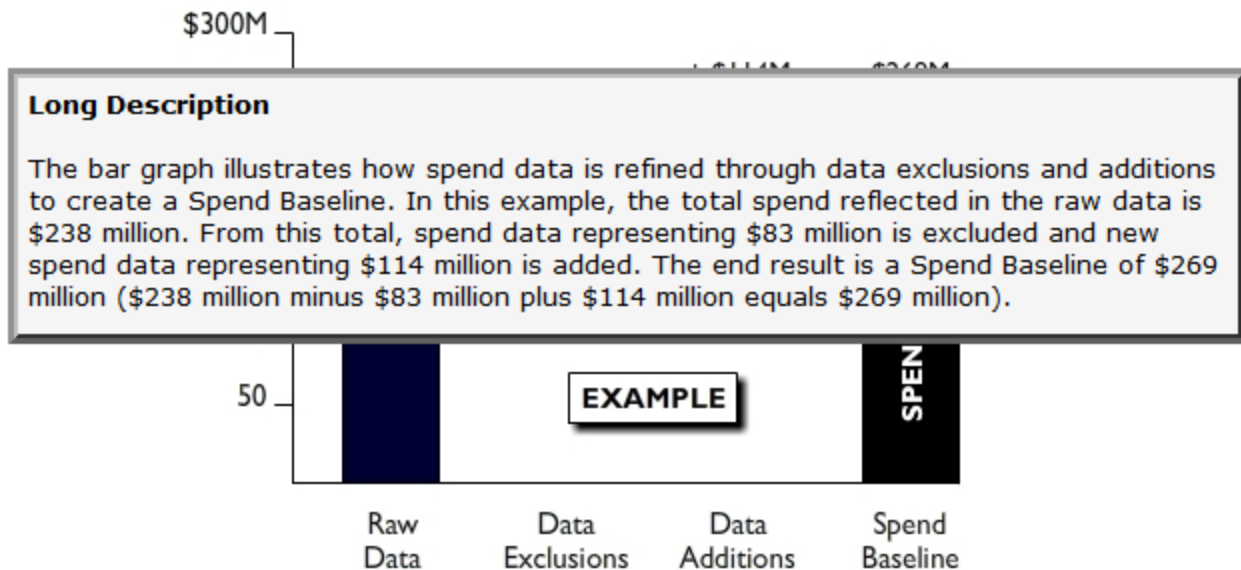 $300M
+ $114M $269M
Long Description
The bar graph illustrates how spend data is refined through data exclusions and additions
to create a Spend Baseline. In this example, the total spend reflected in the raw data is
$238 million. From this total, spend data representing $83 million is excluded and new
spend data representing $114 million is added. The end result is a Spend Baseline of $269
million ($238 million minus $83 million plus $114 million equals $269 million).
SPEN
50
EXAMPLE
Raw Data
Data Exclusions
Data Additions
Spend Baseline